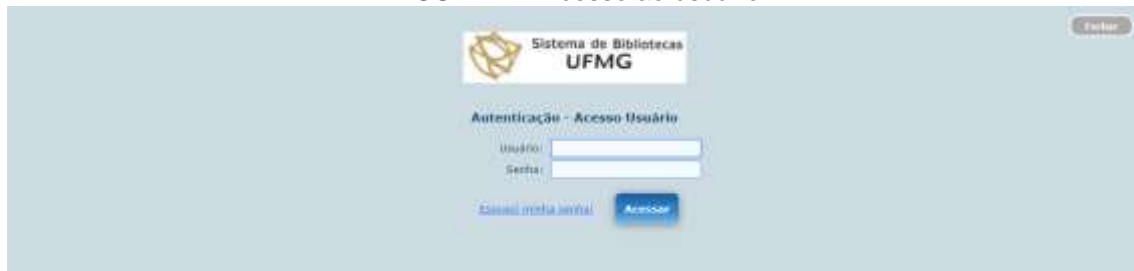 Fechar
Sistema de Bibliotecas
UFMG
Autenticação - Acesso Usuário
Usuário:
Senha:
Esqueci minha senha!
Acessar